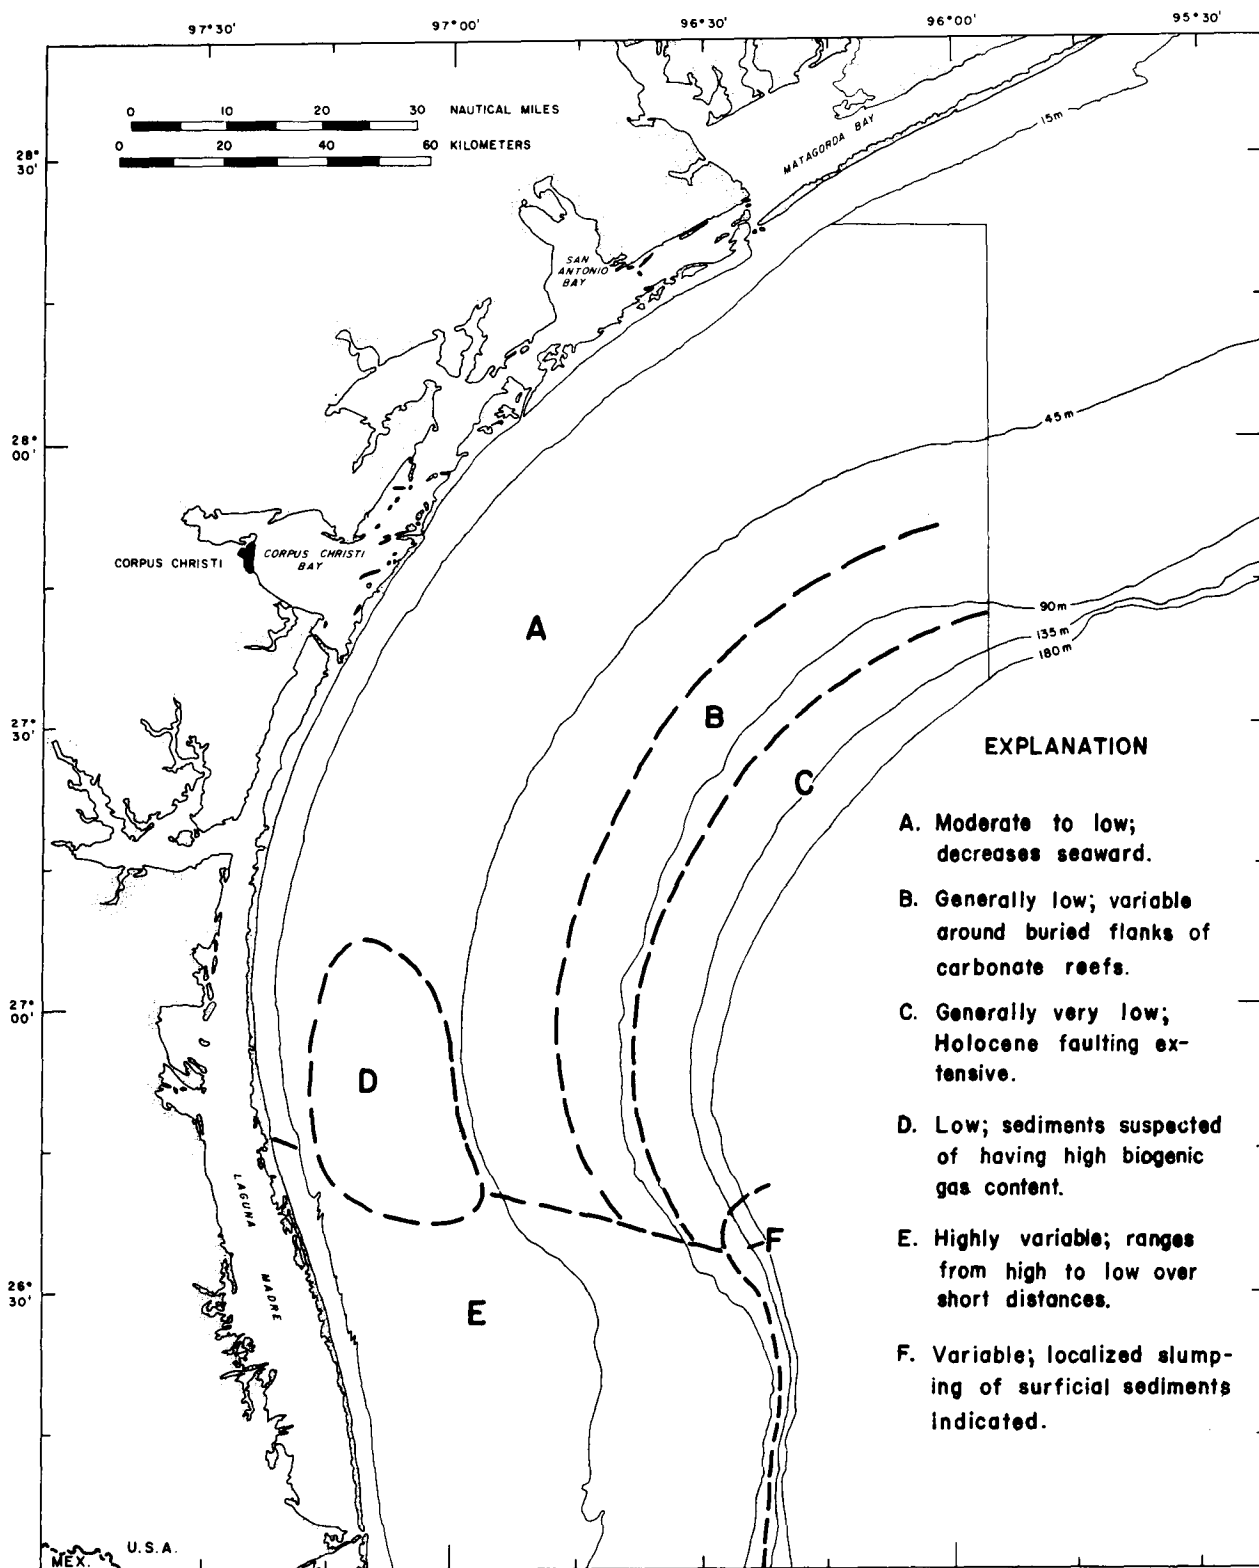 97°30'
97°00'
96°30'
96°00'
95°30'
0 10 20 30 NAUTICAL MILES
0 20 40 60 KILOMETERS
28°
30'
MATAGORDA BAY
15m
SAN
ANTONIO
BAY
28°
00'
45m
CORPUS CHRISTI
CORPUS CHRISTI
BAY
A
90m
135m
180m
27°
30'
B
C
EXPLANATION
A. Moderate to low;
decreases seaward.
B. Generally low; variable
around buried flanks of
carbonate reefs.
C. Generally very low;
Holocene faulting ex-
tensive.
D. Low; sediments suspected
of having high biogenic
gas content.
E. Highly variable; ranges
from high to low over
short distances.
F. Variable; localized slump-
ing of surficial sediments
indicated.
27°
00'
D
LAGUNA
MADRE
F
26°
30'
E
U.S.A.
MEX.